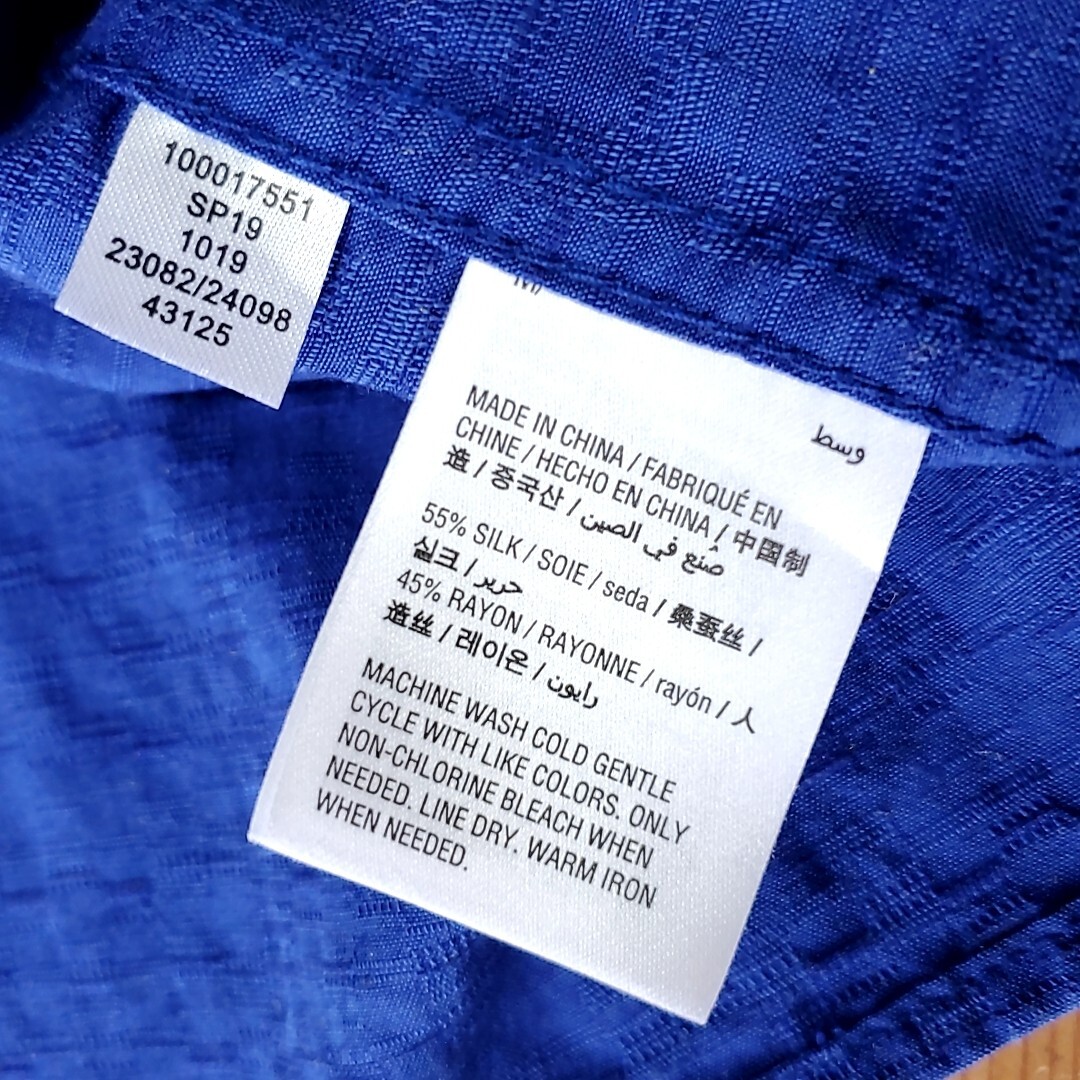 100017551
SP19
1019
23082/24098
43125
M/
وسط
MADE IN CHINA / FABRIQUÉ EN
CHINE / HECHO EN CHINA / 中国制
造 / 중국산 / صُنع في الصين
55% SILK / SOIE / seda / 桑蚕丝 /
실크 / حرير
45% RAYON / RAYONNE / rayón / 人
造丝 / 레이온 / رايون
MACHINE WASH COLD GENTLE
CYCLE WITH LIKE COLORS. ONLY
NON-CHLORINE BLEACH WHEN
NEEDED. LINE DRY. WARM IRON
WHEN NEEDED.